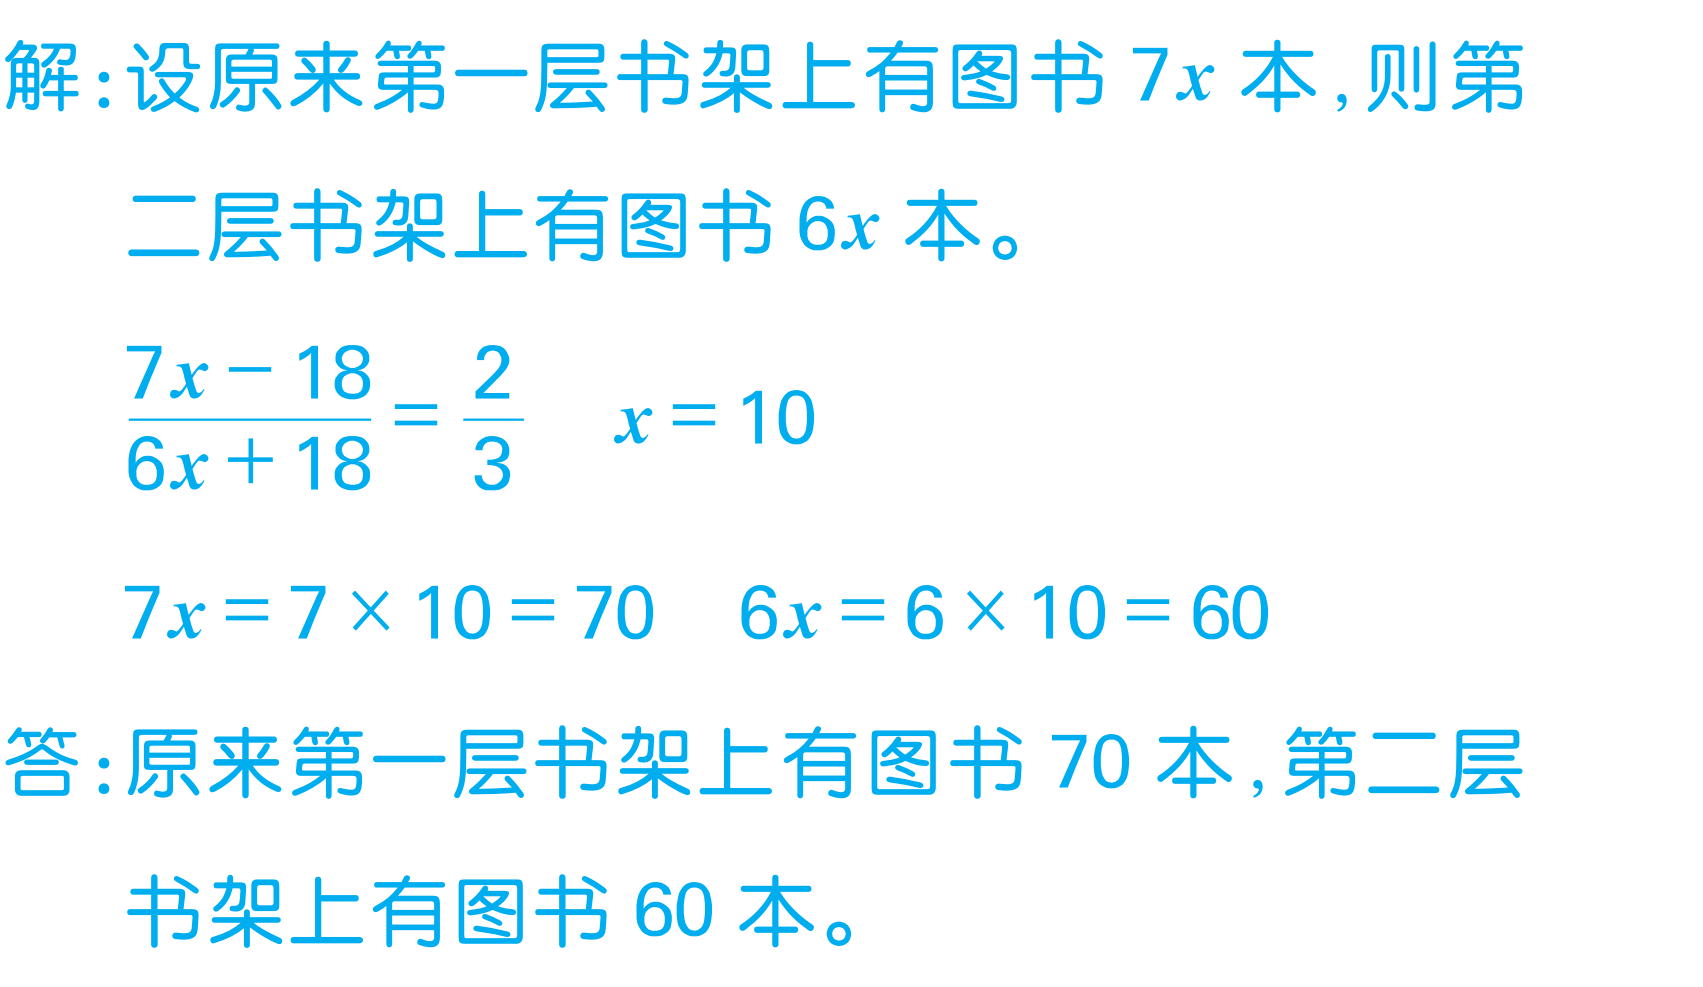 解:设原来第一层书架上有图书 7x 本,则第
二层书架上有图书 6x 本。
(7x − 18)/(6x + 18) = 2/3  x = 10
7x = 7 × 10 = 70  6x = 6 × 10 = 60
答:原来第一层书架上有图书 70 本,第二层
书架上有图书 60 本。